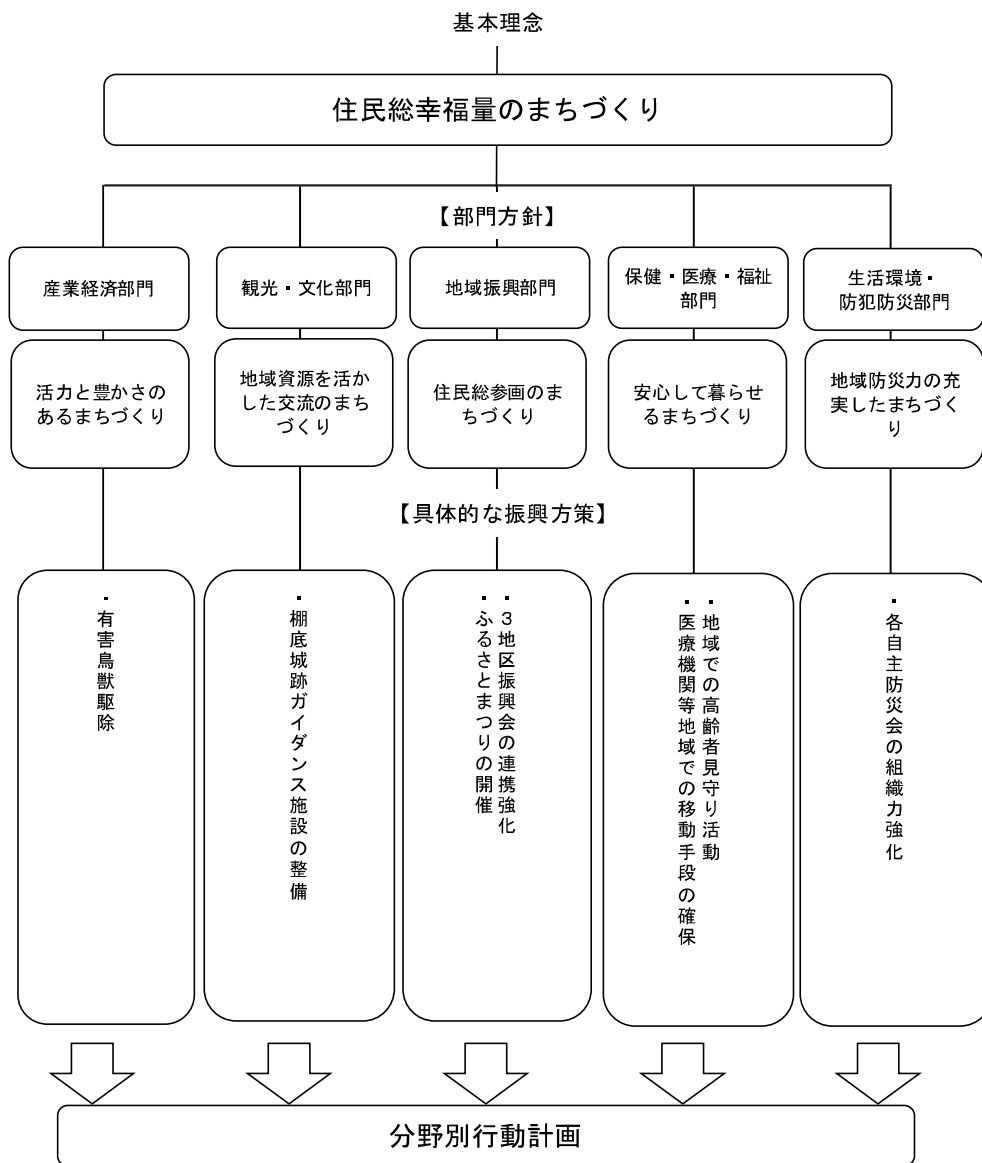 基本理念
住民総幸福量のまちづくり
【部門方針】
産業経済部門
観光・文化部門
地域振興部門
保健・医療・福祉
部門
生活環境・
防犯防災部門
活力と豊かさの
あるまちづくり
地域資源を活か
した交流のまち
づくり
住民総参画のま
ちづくり
安心して暮らせ
るまちづくり
地域防災力の充
実したまちづく
り
【具体的な振興方策】
・有害鳥獣駆除
・棚底城跡ガイダンス施設の整備
・３地区振興会の連携強化
・ふるさとまつりの開催
・地域での高齢者見守り活動
・医療機関等地域での移動手段の確保
・各自主防災会の組織力強化
分野別行動計画